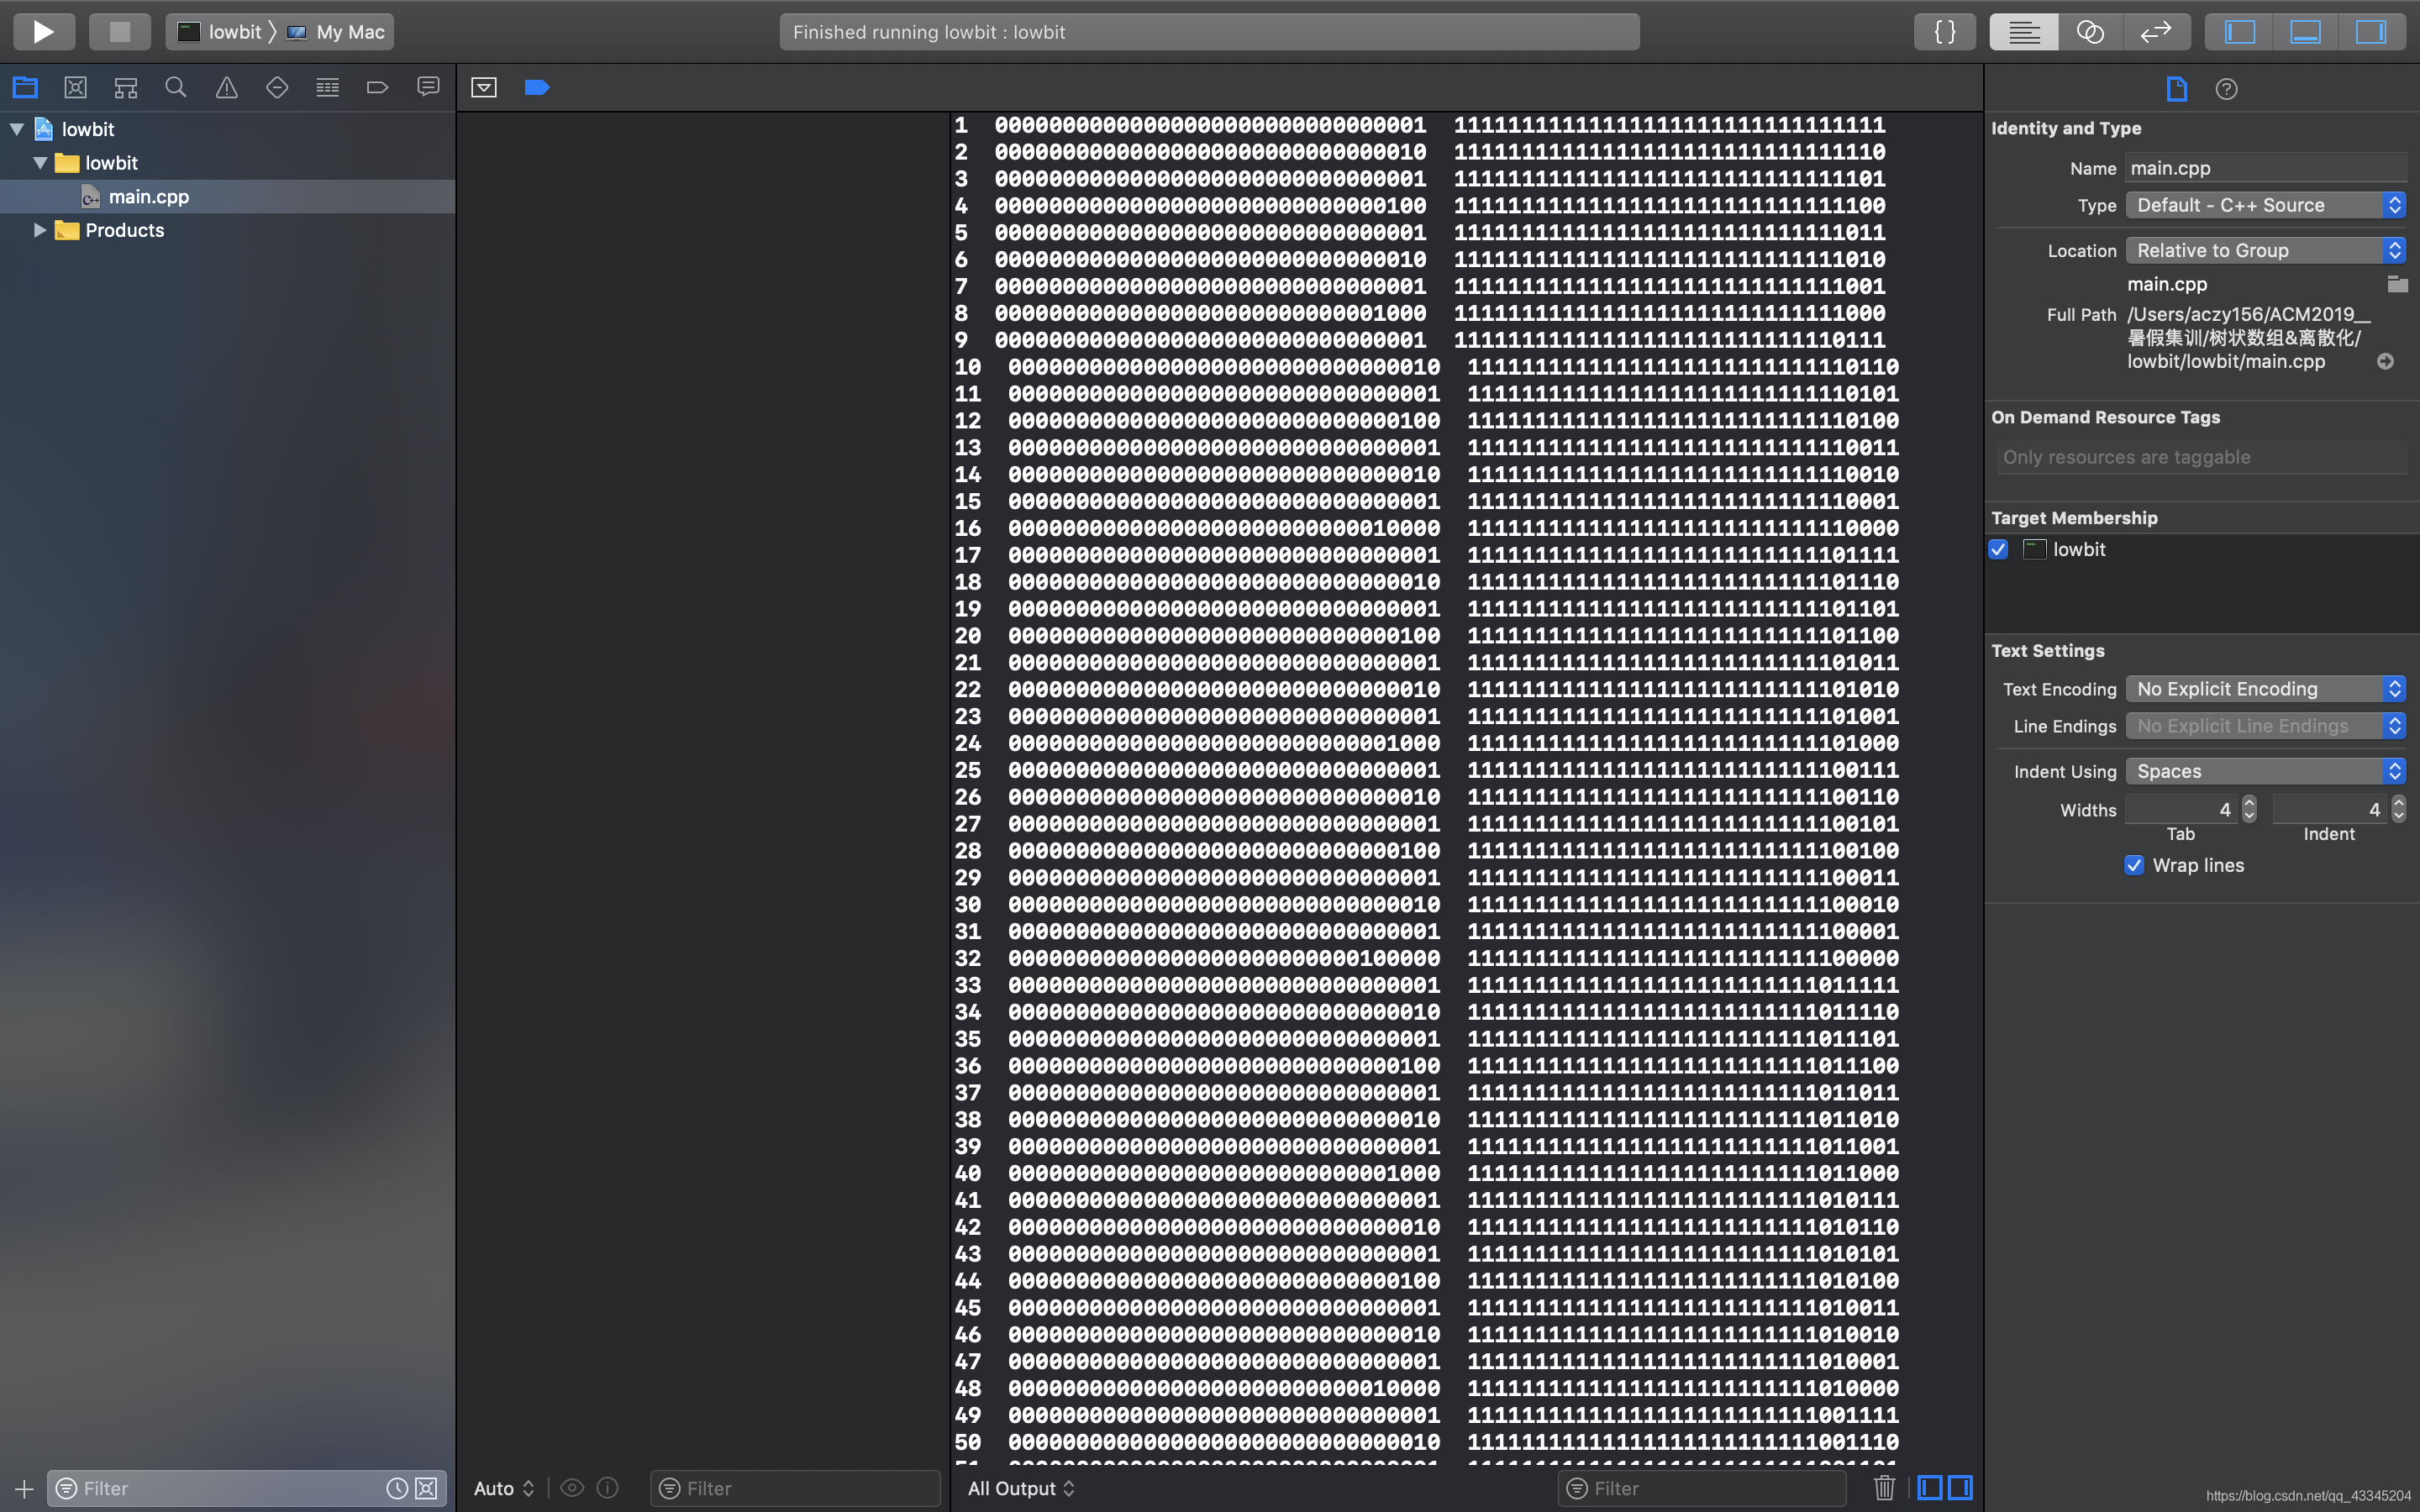 lowbit 〉 My Mac
Finished running lowbit : lowbit
{ }
lowbit
lowbit
main.cpp
Products
1  00000000000000000000000000000001  11111111111111111111111111111111
2  00000000000000000000000000000010  11111111111111111111111111111110
3  00000000000000000000000000000001  11111111111111111111111111111101
4  00000000000000000000000000000100  11111111111111111111111111111100
5  00000000000000000000000000000001  11111111111111111111111111111011
6  00000000000000000000000000000010  11111111111111111111111111111010
7  00000000000000000000000000000001  11111111111111111111111111111001
8  00000000000000000000000000001000  11111111111111111111111111111000
9  00000000000000000000000000000001  11111111111111111111111111110111
10  00000000000000000000000000000010  11111111111111111111111111110110
11  00000000000000000000000000000001  11111111111111111111111111110101
12  00000000000000000000000000000100  11111111111111111111111111110100
13  00000000000000000000000000000001  11111111111111111111111111110011
14  00000000000000000000000000000010  11111111111111111111111111110010
15  00000000000000000000000000000001  11111111111111111111111111110001
16  00000000000000000000000000010000  11111111111111111111111111110000
17  00000000000000000000000000000001  11111111111111111111111111101111
18  00000000000000000000000000000010  11111111111111111111111111101110
19  00000000000000000000000000000001  11111111111111111111111111101101
20  00000000000000000000000000000100  11111111111111111111111111101100
21  00000000000000000000000000000001  11111111111111111111111111101011
22  00000000000000000000000000000010  11111111111111111111111111101010
23  00000000000000000000000000000001  11111111111111111111111111101001
24  00000000000000000000000000001000  11111111111111111111111111101000
25  00000000000000000000000000000001  11111111111111111111111111100111
26  00000000000000000000000000000010  11111111111111111111111111100110
27  00000000000000000000000000000001  11111111111111111111111111100101
28  00000000000000000000000000000100  11111111111111111111111111100100
29  00000000000000000000000000000001  11111111111111111111111111100011
30  00000000000000000000000000000010  11111111111111111111111111100010
31  00000000000000000000000000000001  11111111111111111111111111100001
32  00000000000000000000000000100000  11111111111111111111111111100000
33  00000000000000000000000000000001  11111111111111111111111111011111
34  00000000000000000000000000000010  11111111111111111111111111011110
35  00000000000000000000000000000001  11111111111111111111111111011101
36  00000000000000000000000000000100  11111111111111111111111111011100
37  00000000000000000000000000000001  11111111111111111111111111011011
38  00000000000000000000000000000010  11111111111111111111111111011010
39  00000000000000000000000000000001  11111111111111111111111111011001
40  00000000000000000000000000001000  11111111111111111111111111011000
41  00000000000000000000000000000001  11111111111111111111111111010111
42  00000000000000000000000000000010  11111111111111111111111111010110
43  00000000000000000000000000000001  11111111111111111111111111010101
44  00000000000000000000000000000100  11111111111111111111111111010100
45  00000000000000000000000000000001  11111111111111111111111111010011
46  00000000000000000000000000000010  11111111111111111111111111010010
47  00000000000000000000000000000001  11111111111111111111111111010001
48  00000000000000000000000000010000  11111111111111111111111111010000
49  00000000000000000000000000000001  11111111111111111111111111001111
50  00000000000000000000000000000010  11111111111111111111111111001110
Identity and Type
Name main.cpp
Type Default - C++ Source
Location Relative to Group
main.cpp
Full Path /Users/aczy156/ACM2019__
暑假集训/树状数组&离散化/
lowbit/lowbit/main.cpp
On Demand Resource Tags
Only resources are taggable
Target Membership
lowbit
Text Settings
Text Encoding No Explicit Encoding
Line Endings No Explicit Line Endings
Indent Using Spaces
Widths 4 4
Tab Indent
Wrap lines
Filter
Auto
Filter
All Output
Filter
https://blog.csdn.net/qq_43345204